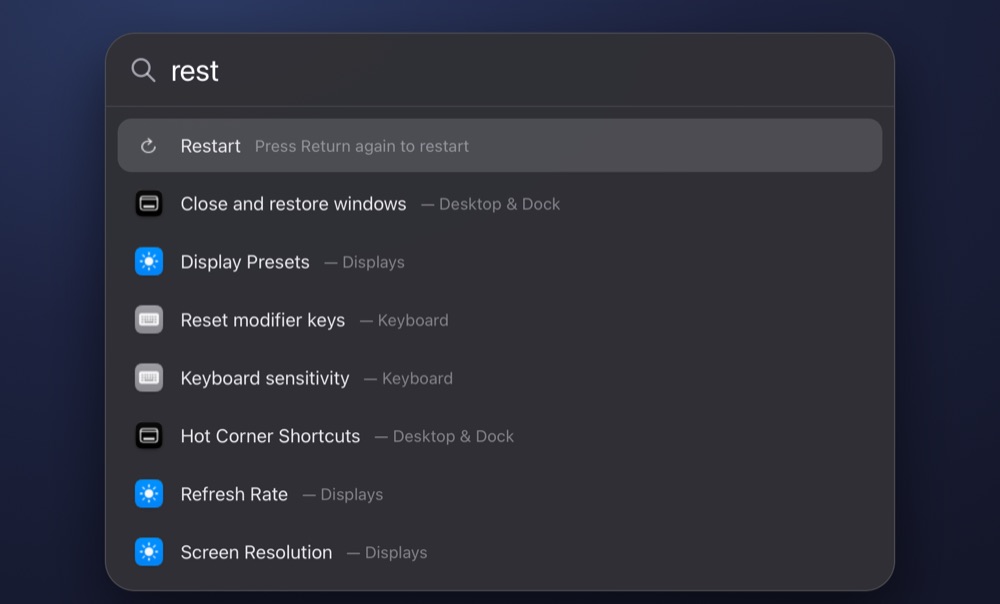 rest
Restart Press Return again to restart
Close and restore windows — Desktop & Dock
Display Presets — Displays
Reset modifier keys — Keyboard
Keyboard sensitivity — Keyboard
Hot Corner Shortcuts — Desktop & Dock
Refresh Rate — Displays
Screen Resolution — Displays